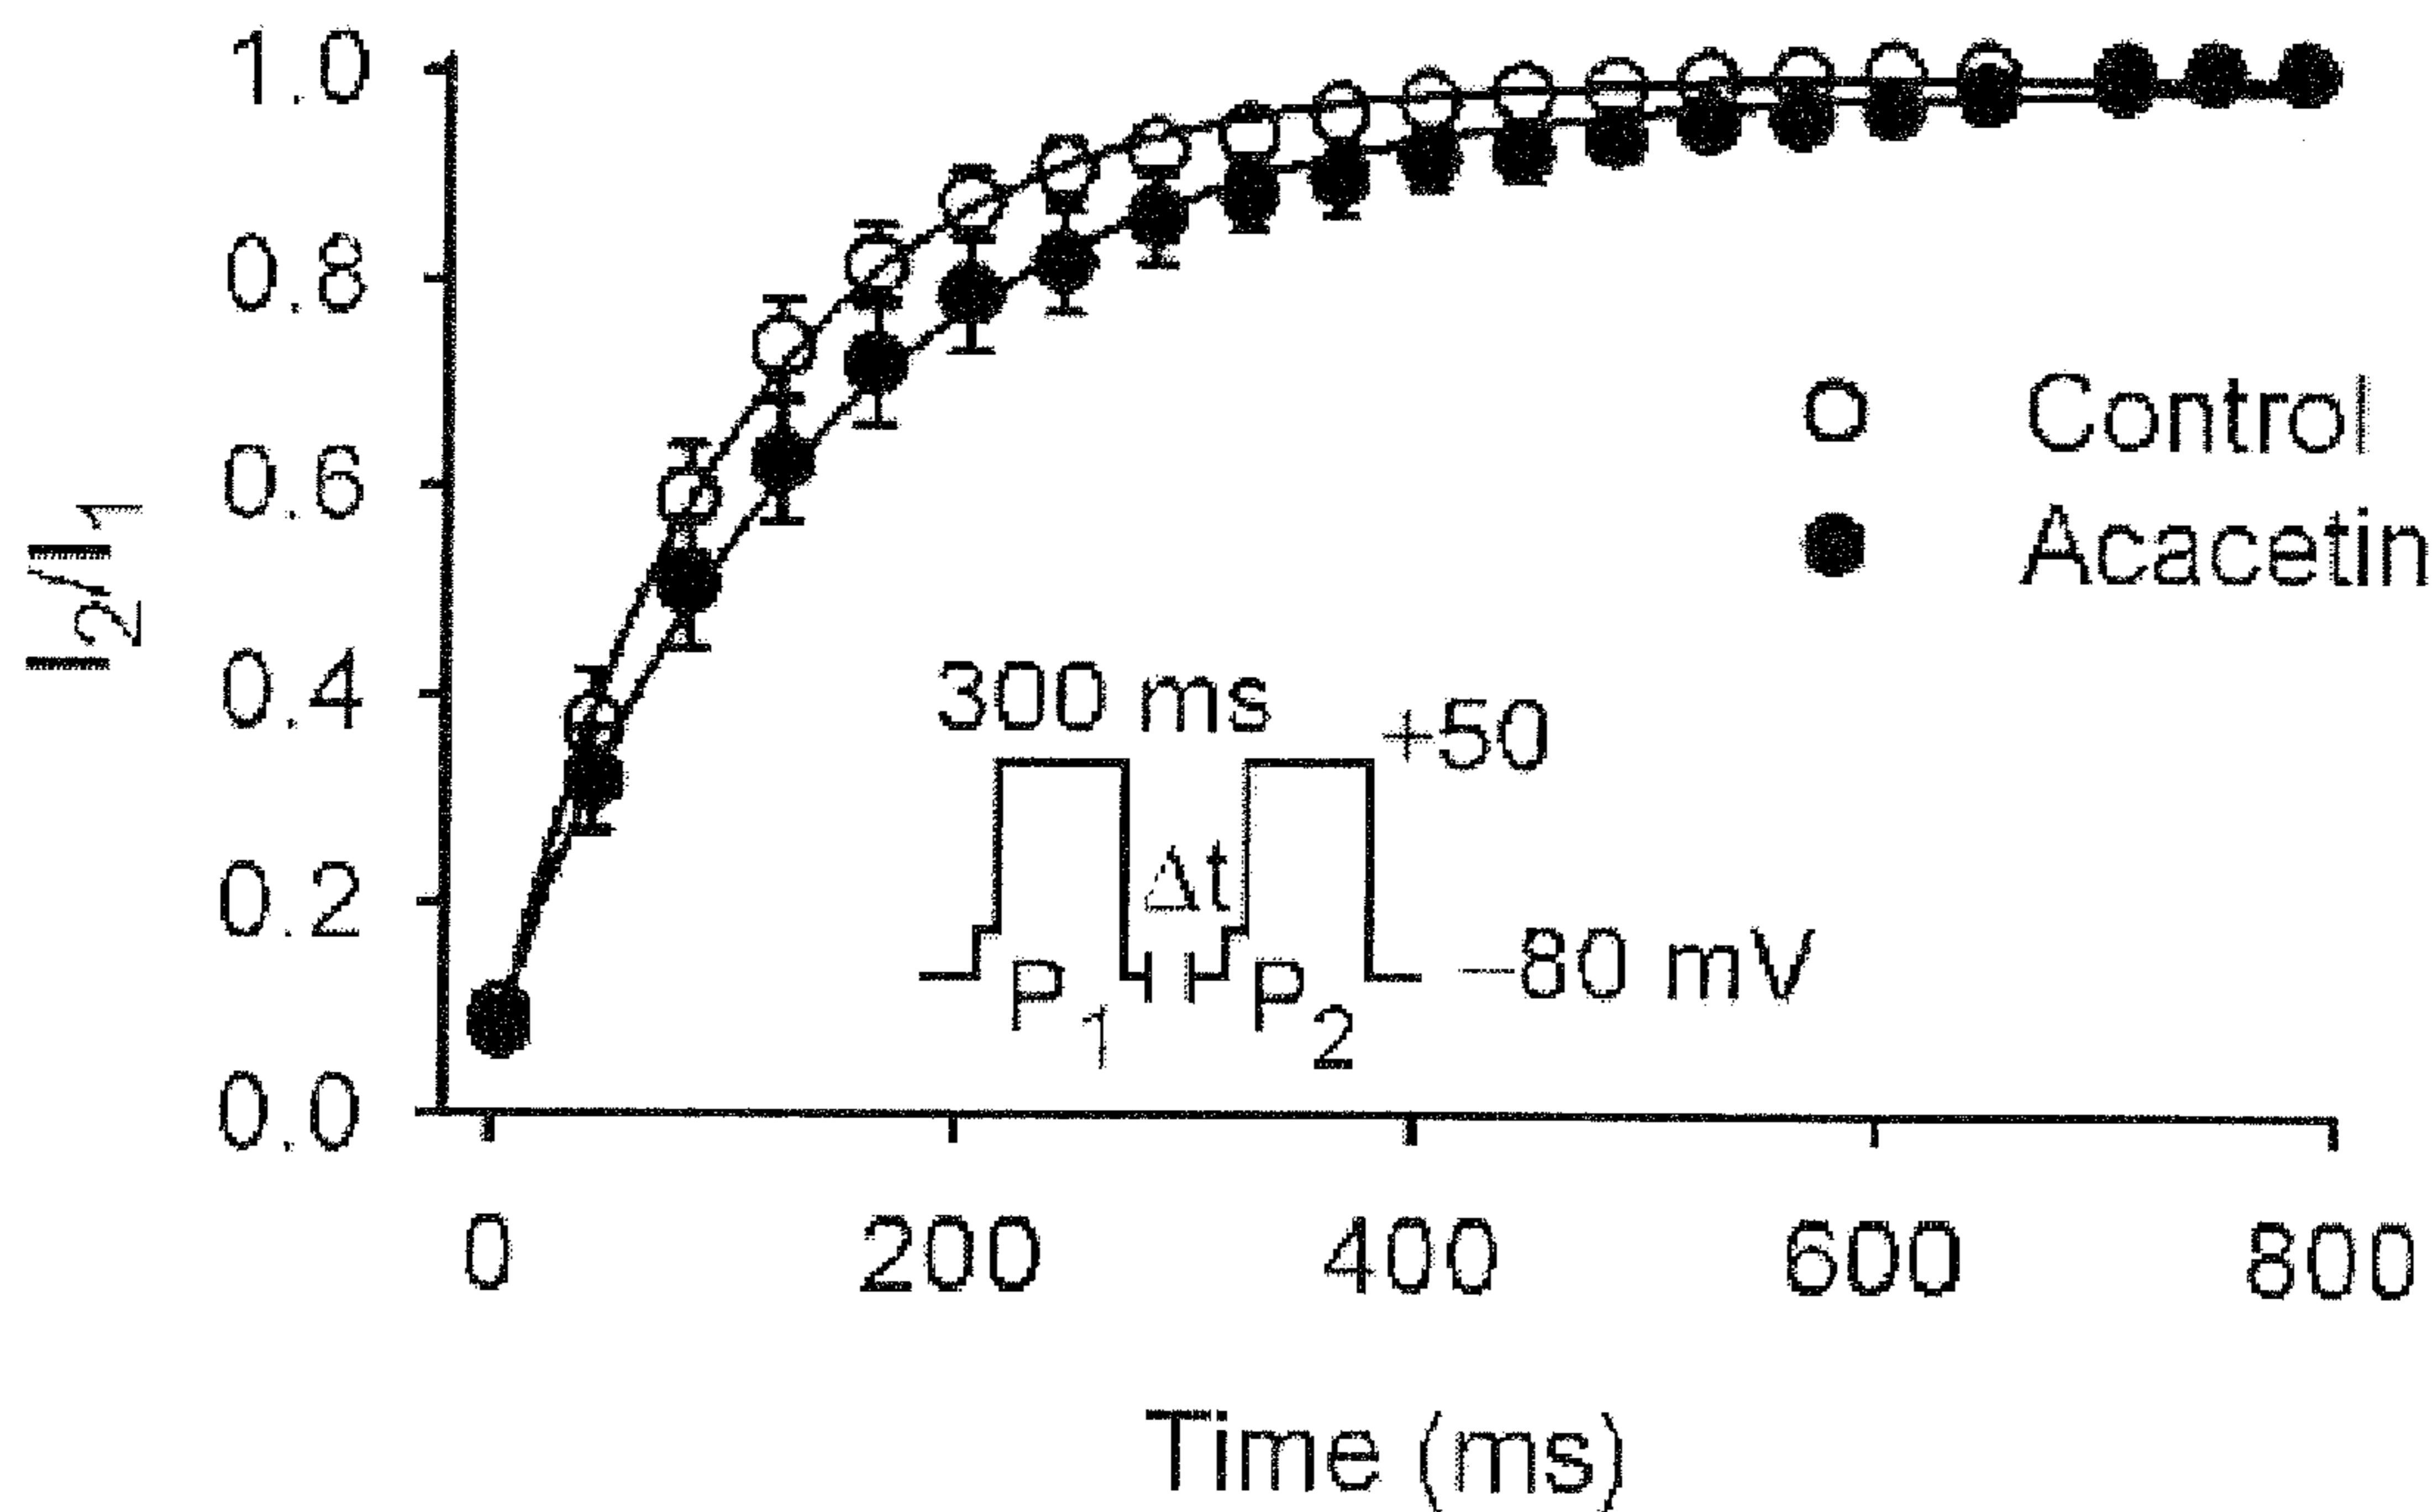 1.0
0.8
0.6
0.4
0.2
0.0
I2/I1
Control
Acacetin
300 ms
+50
Δt
P1
P2
−80 mV
0 200 400 600 800
Time (ms)